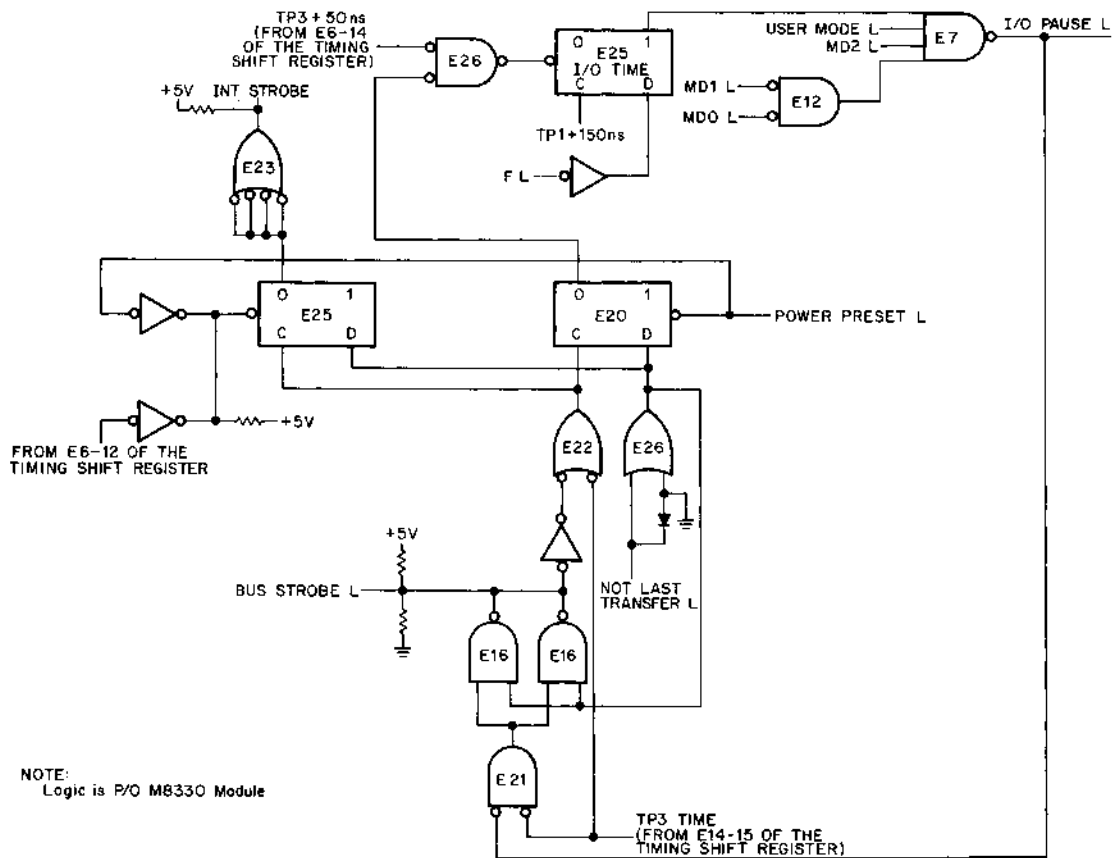 TP3 + 50ns
(FROM E6-14
OF THE TIMING
SHIFT REGISTER)
E26
0 1
E25
I/O TIME
C D
USER MODE L
MD2 L
E7
I/O PAUSE L
MD1 L
MD0 L
E12
TP1+150ns
F L
+5V
INT STROBE
E23
0 1
E25
C D
0 1
E20
C D
POWER PRESET L
+5V
FROM E6-12 OF THE
TIMING SHIFT REGISTER
E22
E26
+5V
BUS STROBE L
NOT LAST
TRANSFER L
E16
E16
E21
NOTE:
Logic is P/O M8330 Module
TP3 TIME
(FROM E14-15 OF THE
TIMING SHIFT REGISTER)